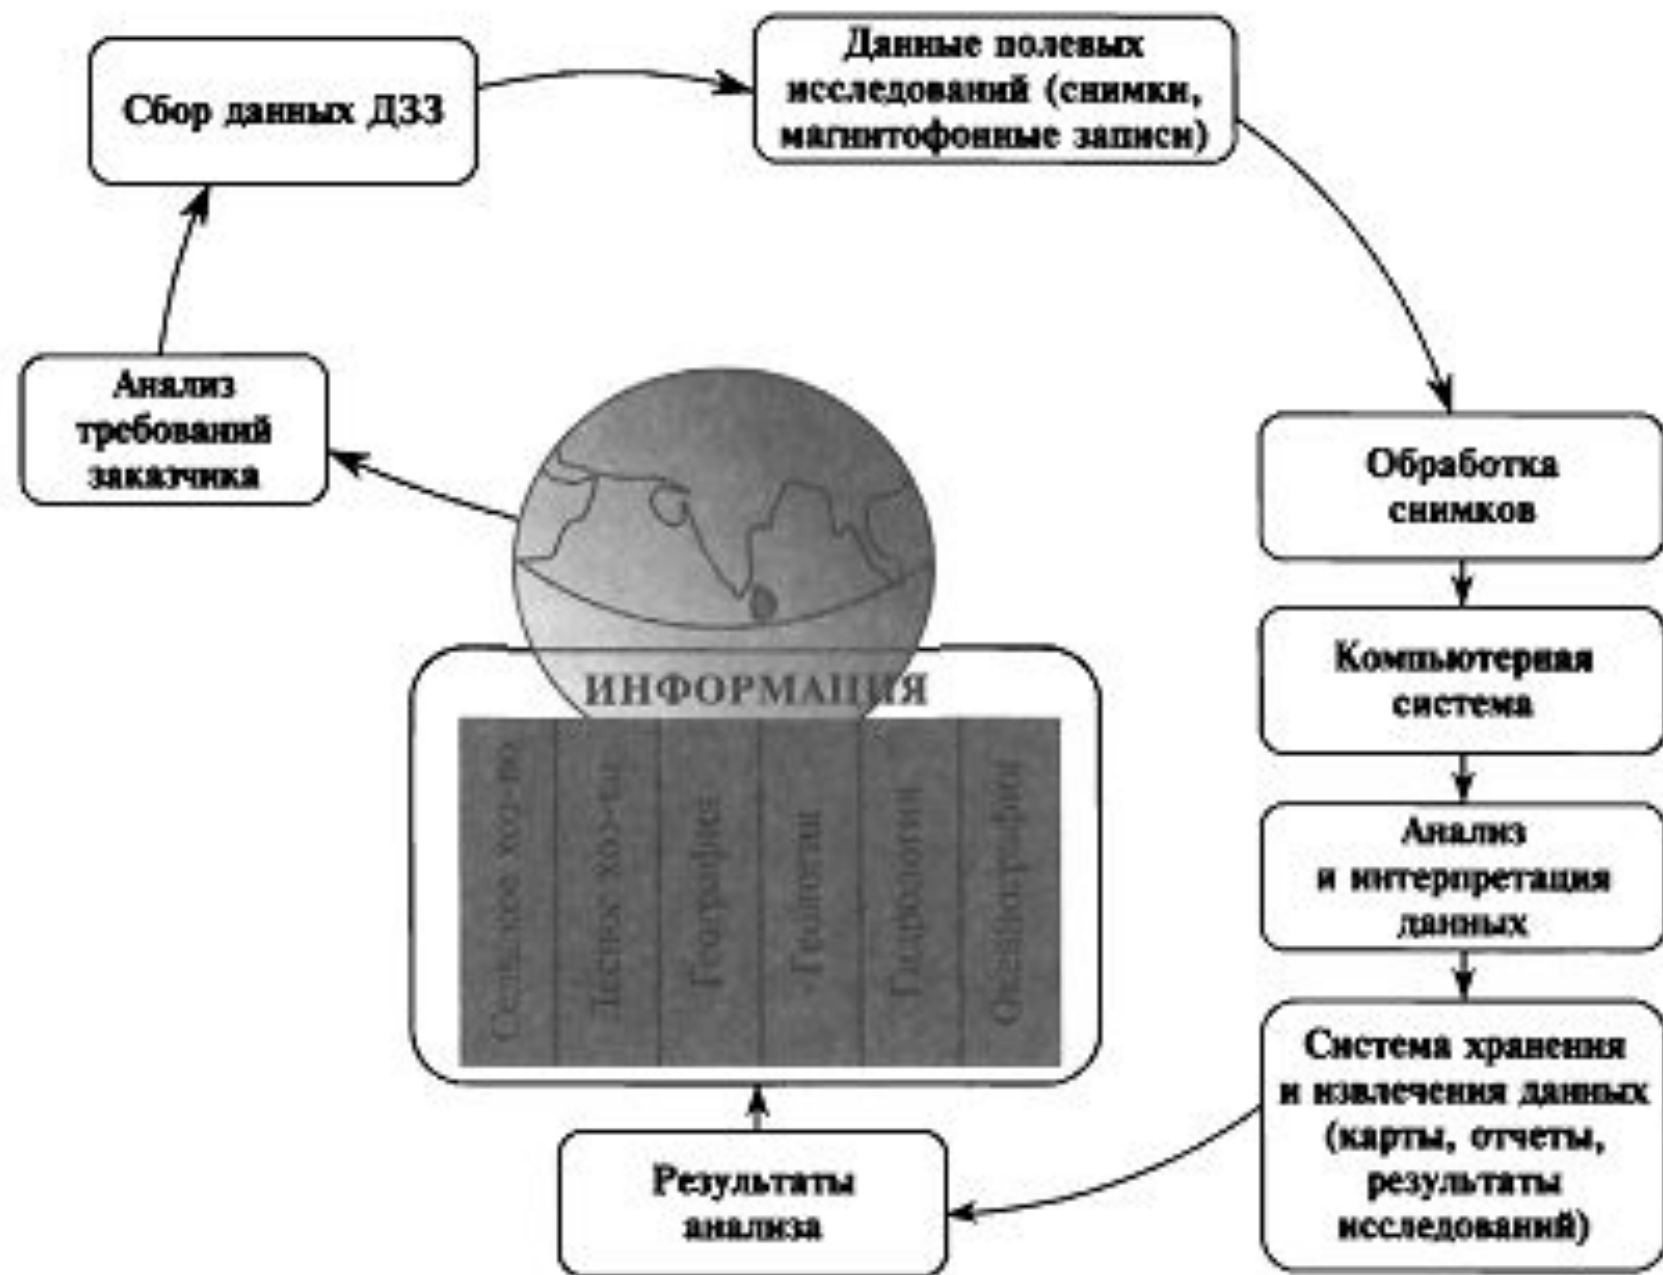 Сбор данных ДЗЗ
Данные полевых
исследований (снимки,
магнитофонные записи)
Анализ
требований
заказчика
Обработка
снимков
Компьютерная
система
Анализ
и интерпретация
данных
Система хранения
и извлечения данных
(карты, отчеты,
результаты
исследований)
Результаты
анализа
ИНФОРМАЦИЯ
Сельское хоз-во
Лесное хоз-во
География
Геология
Гидрология
Океанография